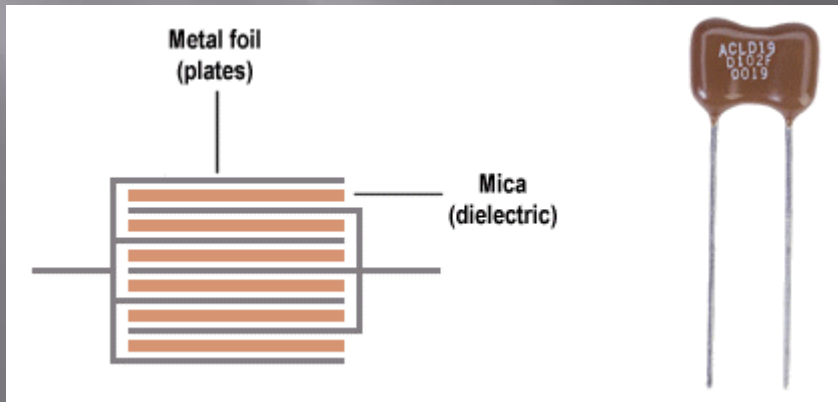 Metal foil
(plates)
Mica
(dielectric)
ACLD19
D102F
0019